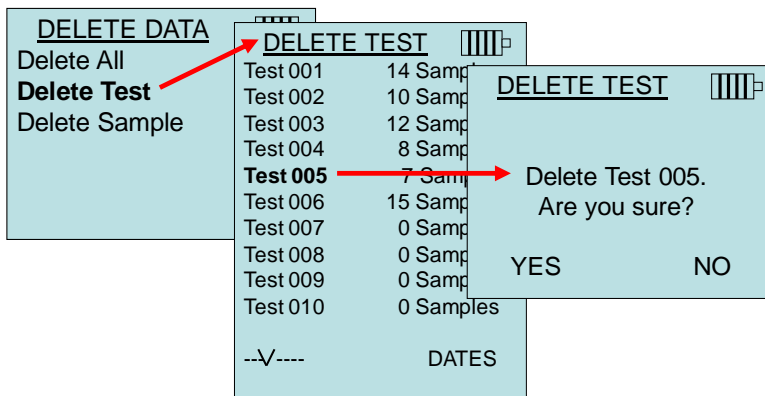 DELETE DATA
Delete All
Delete Test
Delete Sample
DELETE TEST
Test 001 14 Samp
Test 002 10 Samp
Test 003 12 Samp
Test 004 8 Samp
Test 005 7 Samp
Test 006 15 Samp
Test 007 0 Samp
Test 008 0 Samp
Test 009 0 Samp
Test 010 0 Samples
--\/---- DATES
DELETE TEST
Delete Test 005.
Are you sure?
YES NO